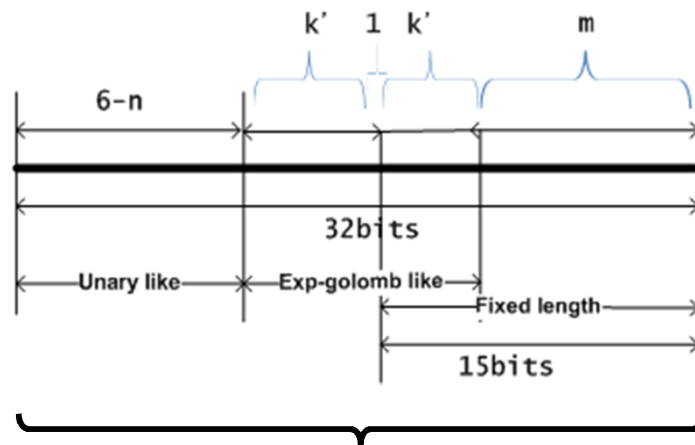 k’ 1 k’ m
6-n
32bits
Unary like Exp-golomb like
Fixed length
15bits